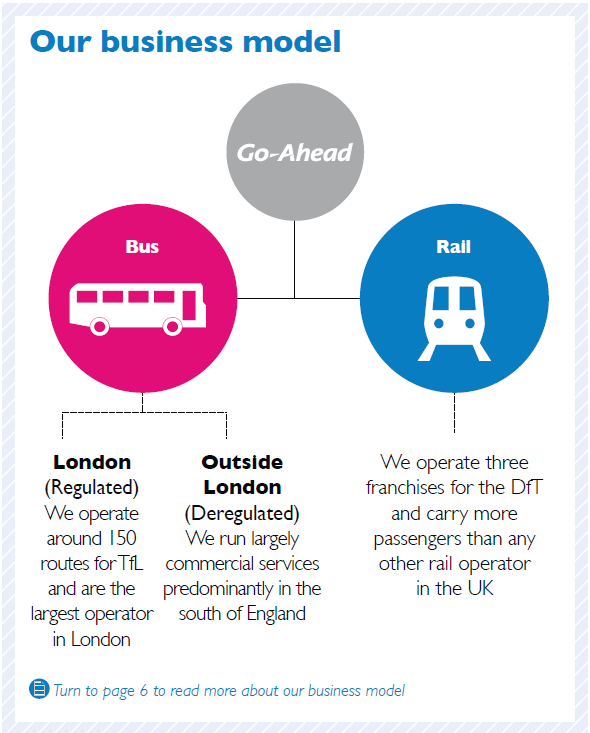 Our business model
Go-Ahead
Bus
Rail
London
(Regulated)
We operate
around 150
routes for TfL
and are the
largest operator
in London
Outside
London
(Deregulated)
We run largely
commercial services
predominantly in the
south of England
We operate three
franchises for the DfT
and carry more
passengers than any
other rail operator
in the UK
Turn to page 6 to read more about our business model